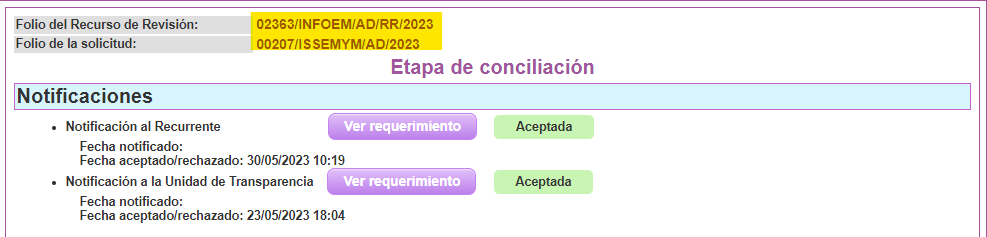 Folio del Recurso de Revisión: 02363/INFOEM/AD/RR/2023
Folio de la solicitud: 00207/ISSEMYM/AD/2023
Etapa de conciliación
Notificaciones
• Notificación al Recurrente Ver requerimiento Aceptada
Fecha notificado:
Fecha aceptado/rechazado: 30/05/2023 10:19
• Notificación a la Unidad de Transparencia Ver requerimiento Aceptada
Fecha notificado:
Fecha aceptado/rechazado: 23/05/2023 18:04